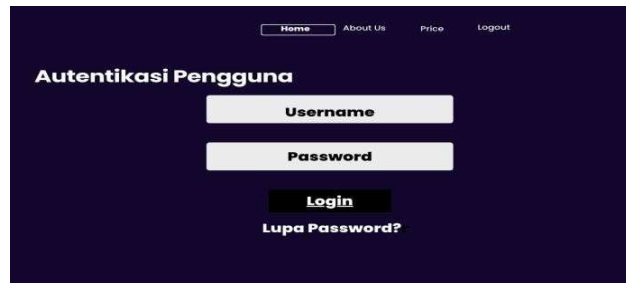 Home About Us Price Logout
Autentikasi Pengguna
Username
Password
Login
Lupa Password?